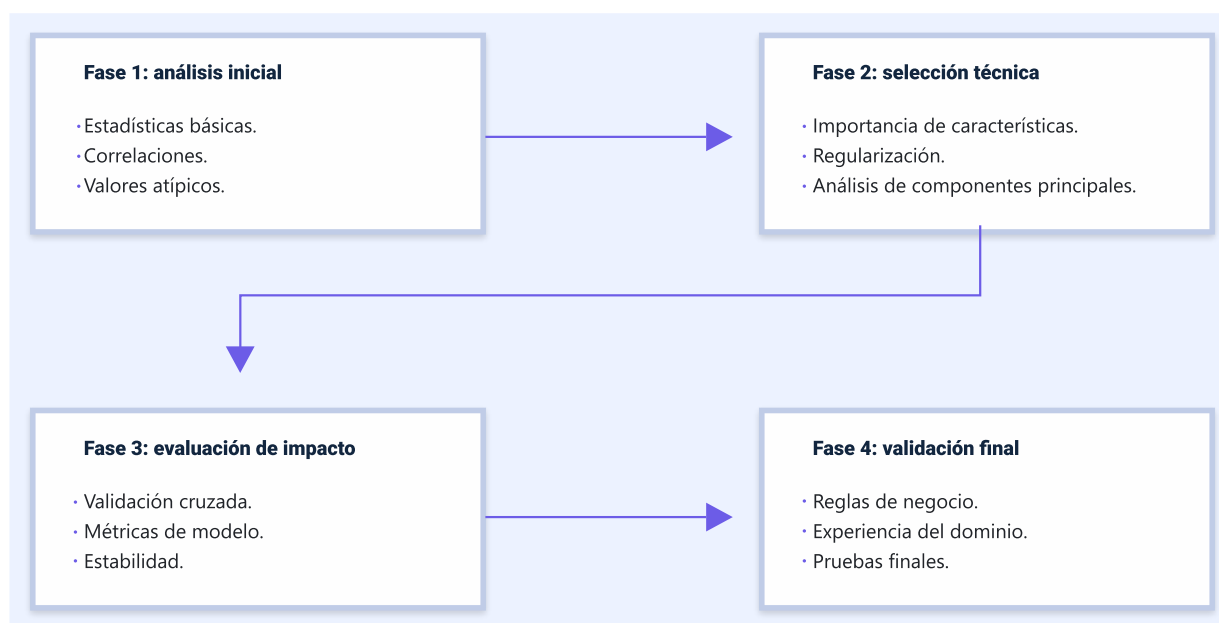 Fase 1: análisis inicial
· Estadísticas básicas.
· Correlaciones.
· Valores atípicos.
Fase 2: selección técnica
· Importancia de características.
· Regularización.
· Análisis de componentes principales.
Fase 3: evaluación de impacto
· Validación cruzada.
· Métricas de modelo.
· Estabilidad.
Fase 4: validación final
· Reglas de negocio.
· Experiencia del dominio.
· Pruebas finales.